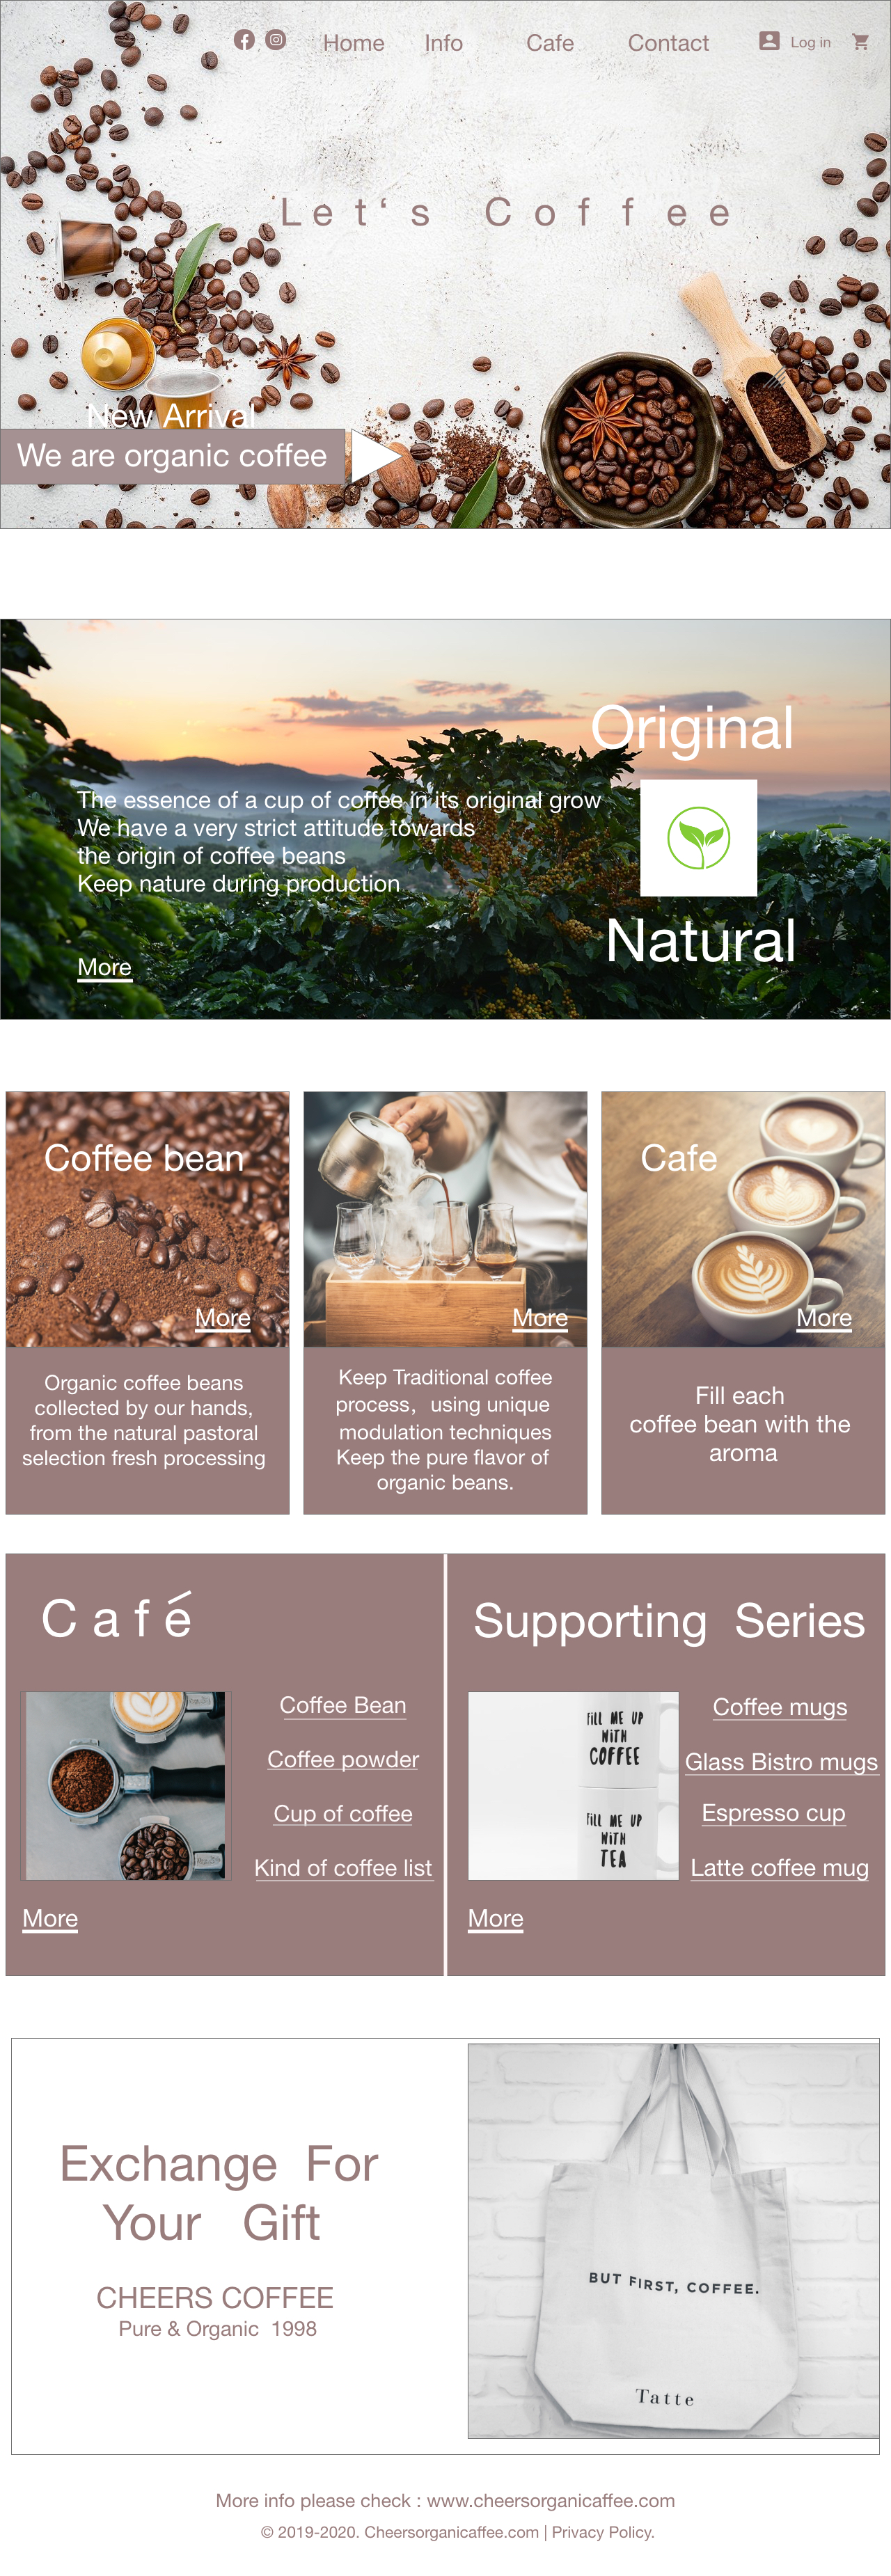 Home Info Cafe Contact Log in
Let‘s Coffee
New Arrival
We are organic coffee
Original
The essence of a cup of coffee in its original grow
We have a very strict attitude towards
the origin of coffee beans
Keep nature during production
More
Natural
Coffee bean
More
Organic coffee beans
collected by our hands,
from the natural pastoral
selection fresh processing
More
Keep Traditional coffee
process，using unique
modulation techniques
Keep the pure flavor of
organic beans.
Cafe
More
Fill each
coffee bean with the
aroma
Café
Coffee Bean
Coffee powder
Cup of coffee
Kind of coffee list
More
Supporting Series
FiLL ME UP
WiTH
COFFEE
FiLL ME UP
WiTH
TEA
Coffee mugs
Glass Bistro mugs
Espresso cup
Latte coffee mug
More
Exchange For
Your Gift
CHEERS COFFEE
Pure & Organic 1998
BUT FIRST, COFFEE.
Tatte
More info please check : www.cheersorganicaffee.com
© 2019-2020. Cheersorganicaffee.com | Privacy Policy.